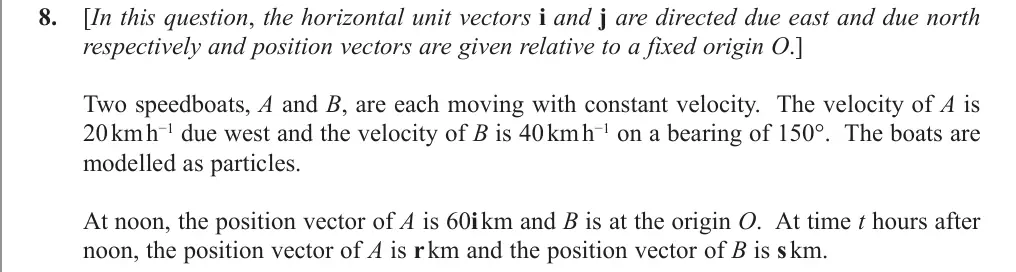 8. [In this question, the horizontal unit vectors i and j are directed due east and due north
respectively and position vectors are given relative to a fixed origin O.]
Two speedboats, A and B, are each moving with constant velocity. The velocity of A is
20 km h⁻¹ due west and the velocity of B is 40 km h⁻¹ on a bearing of 150°. The boats are
modelled as particles.
At noon, the position vector of A is 60i km and B is at the origin O. At time t hours after
noon, the position vector of A is r km and the position vector of B is s km.